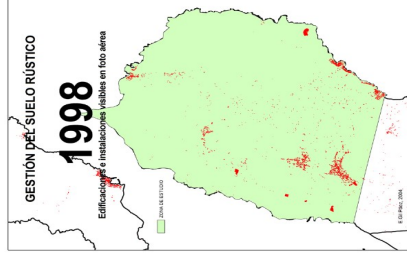 GESTIÓN DEL SUELO RÚSTICO
1998
Edificaciones e instalaciones visibles en foto aérea
ZONA DE ESTUDIO